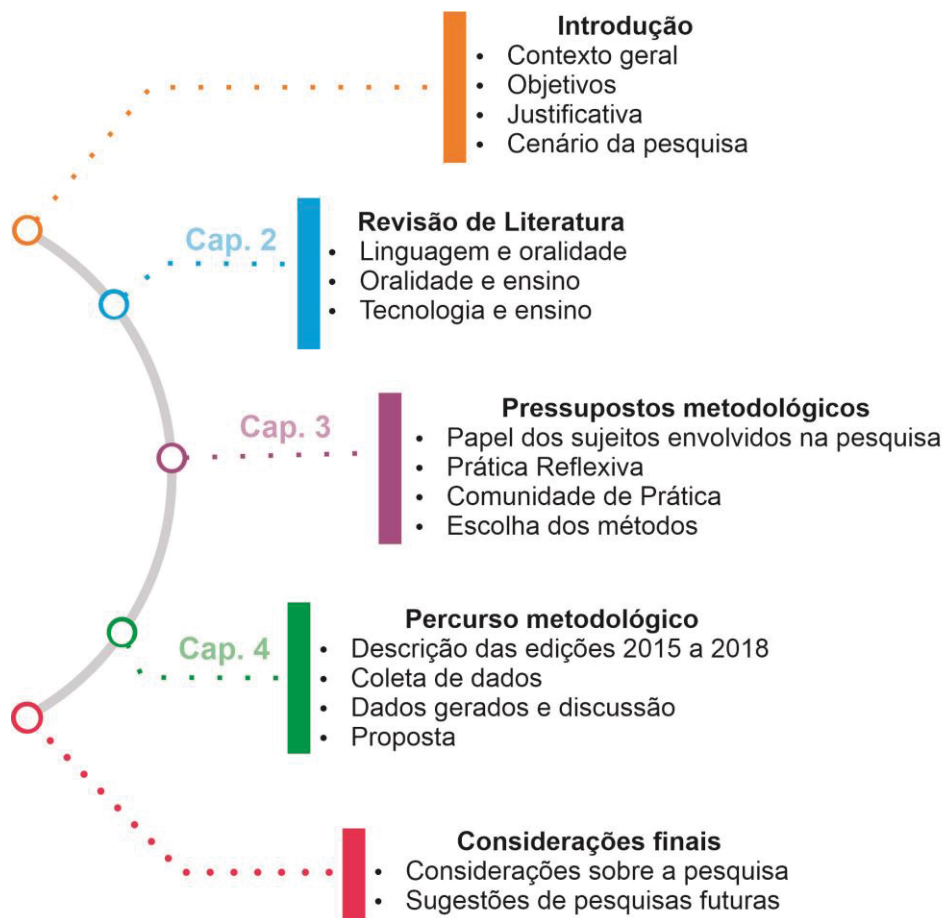 Introdução
• Contexto geral
• Objetivos
• Justificativa
• Cenário da pesquisa
Cap. 2
Revisão de Literatura
• Linguagem e oralidade
• Oralidade e ensino
• Tecnologia e ensino
Cap. 3
Pressupostos metodológicos
• Papel dos sujeitos envolvidos na pesquisa
• Prática Reflexiva
• Comunidade de Prática
• Escolha dos métodos
Cap. 4
Percurso metodológico
• Descrição das edições 2015 a 2018
• Coleta de dados
• Dados gerados e discussão
• Proposta
Considerações finais
• Considerações sobre a pesquisa
• Sugestões de pesquisas futuras